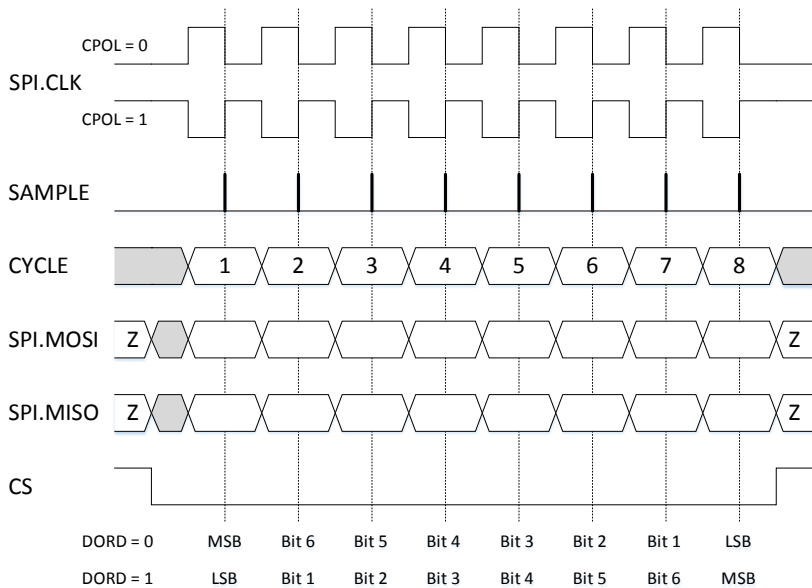 CPOL = 0
SPI.CLK
CPOL = 1
SAMPLE
CYCLE 1 2 3 4 5 6 7 8
SPI.MOSI Z Z
SPI.MISO Z Z
CS
DORD = 0 MSB Bit 6 Bit 5 Bit 4 Bit 3 Bit 2 Bit 1 LSB
DORD = 1 LSB Bit 1 Bit 2 Bit 3 Bit 4 Bit 5 Bit 6 MSB